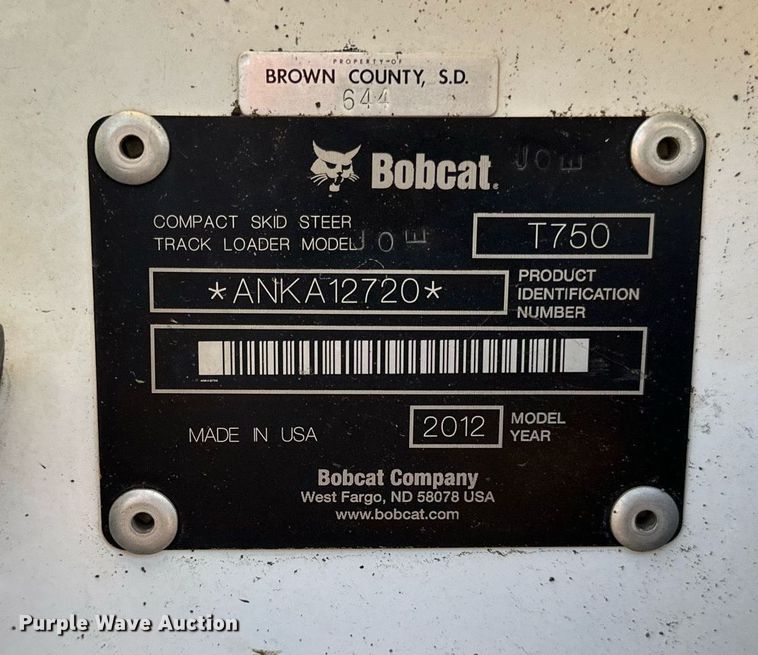 PROPERTY OF
BROWN COUNTY, S.D.
644
Bobcat.
JOE
COMPACT SKID STEER
TRACK LOADER MODEL
JOE
T750
*ANKA12720*
PRODUCT
IDENTIFICATION
NUMBER
MADE IN USA
2012
MODEL
YEAR
Bobcat Company
West Fargo, ND 58078 USA
www.bobcat.com
Purple Wave Auction